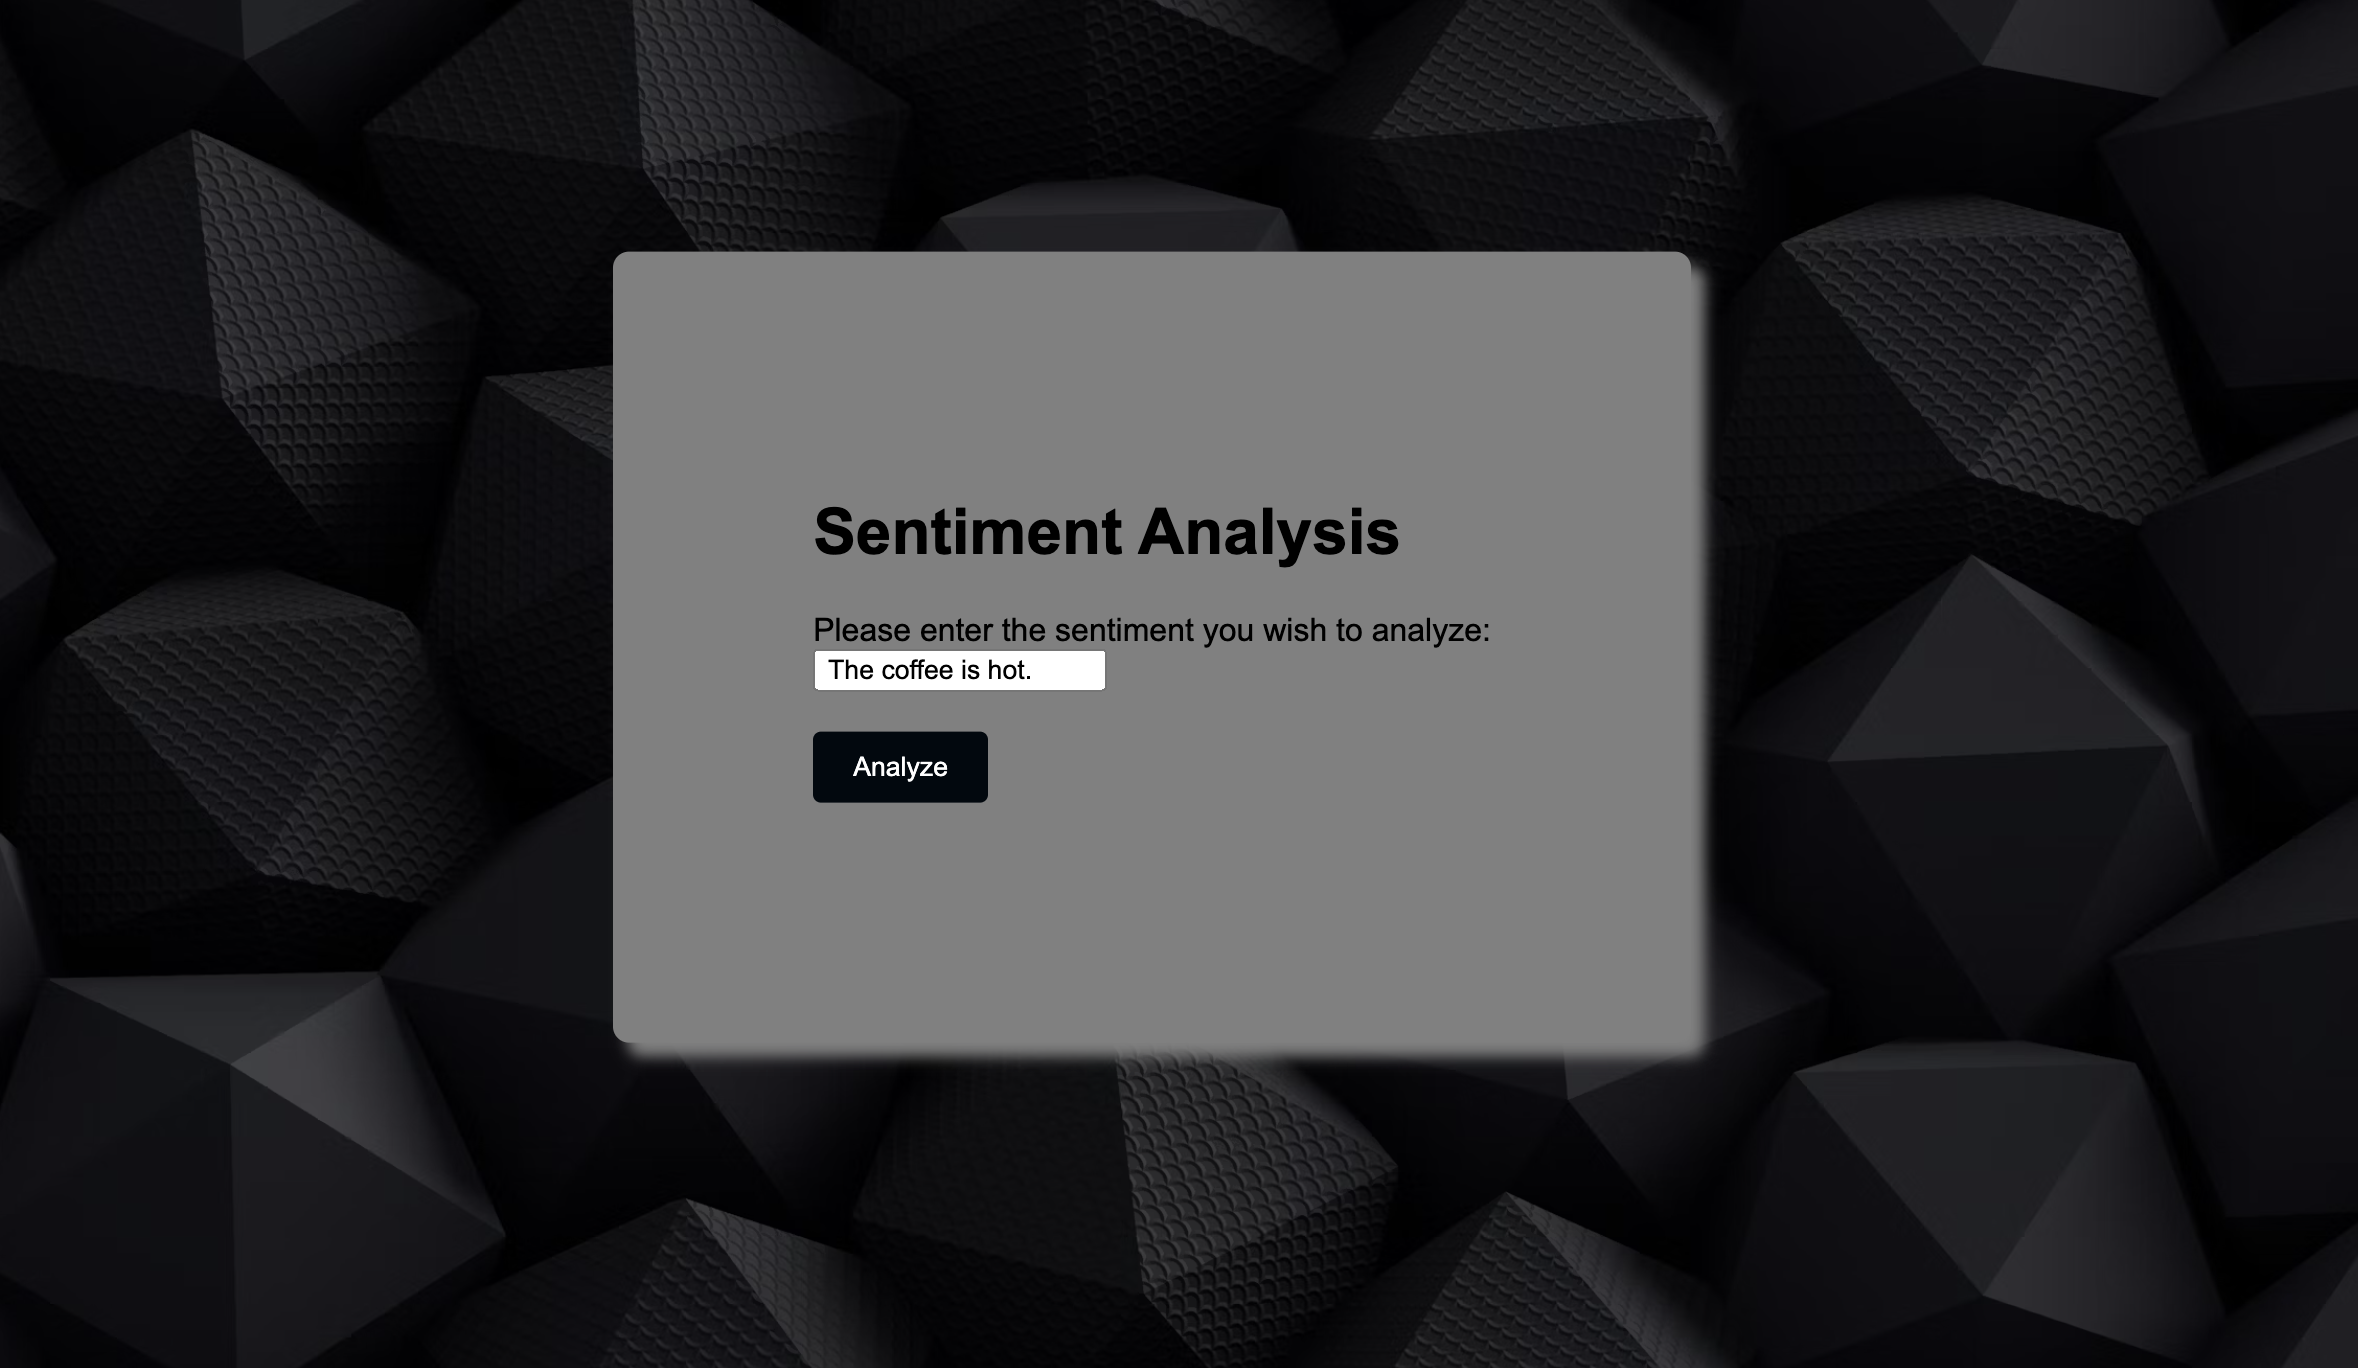 Sentiment Analysis
Please enter the sentiment you wish to analyze:
The coffee is hot.
Analyze